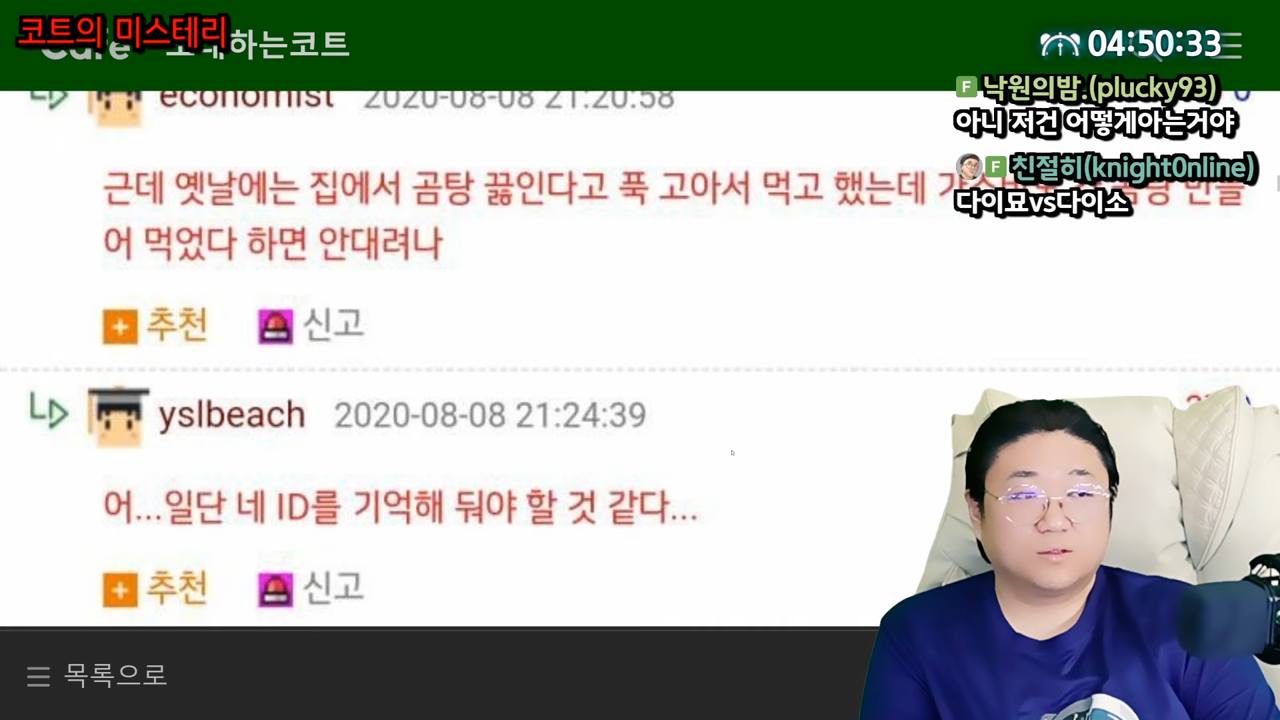 코트의 미스테리
하는코트
04:50:33
economist 2020-08-08 21:20:58
낙원의밤.(plucky93)
아니 저건 어떻게아는거야
친절히(knight0nline)
다이묘vs다이소
근데 옛날에는 집에서 곰탕 끓인다고 푹 고아서 먹고 했는데
어 먹었다 하면 안대려나
추천 신고
yslbeach 2020-08-08 21:24:39
어...일단 네 ID를 기억해 둬야 할 것 같다...
추천 신고
목록으로